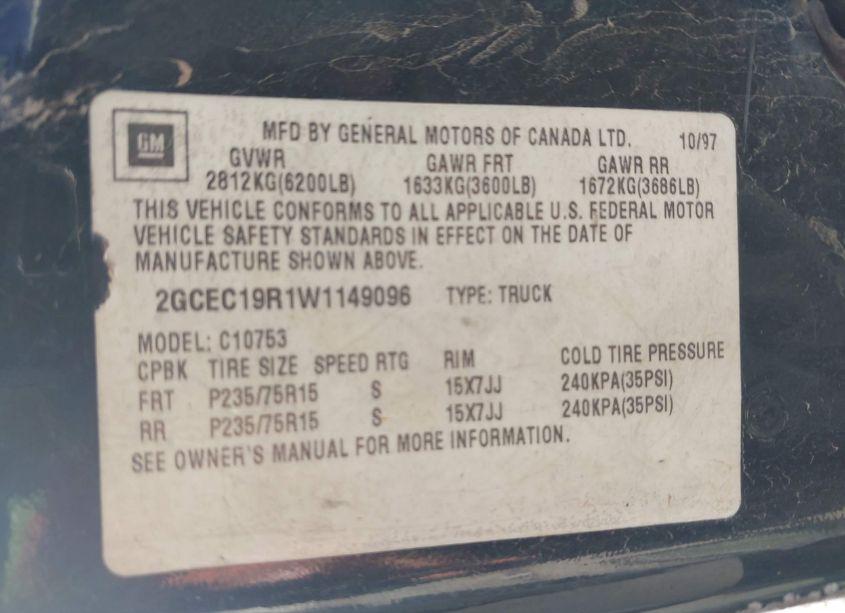 GM
MFD BY GENERAL MOTORS OF CANADA LTD. 10/97
GVWR GAWR FRT GAWR RR
2812KG(6200LB) 1633KG(3600LB) 1672KG(3686LB)
THIS VEHICLE CONFORMS TO ALL APPLICABLE U.S. FEDERAL MOTOR
VEHICLE SAFETY STANDARDS IN EFFECT ON THE DATE OF
MANUFACTURE SHOWN ABOVE.
2GCEC19R1W1149096 TYPE: TRUCK
MODEL: C10753
CPBK TIRE SIZE SPEED RTG RIM COLD TIRE PRESSURE
FRT P235/75R15 S 15X7JJ 240KPA(35PSI)
RR P235/75R15 S 15X7JJ 240KPA(35PSI)
SEE OWNER'S MANUAL FOR MORE INFORMATION.